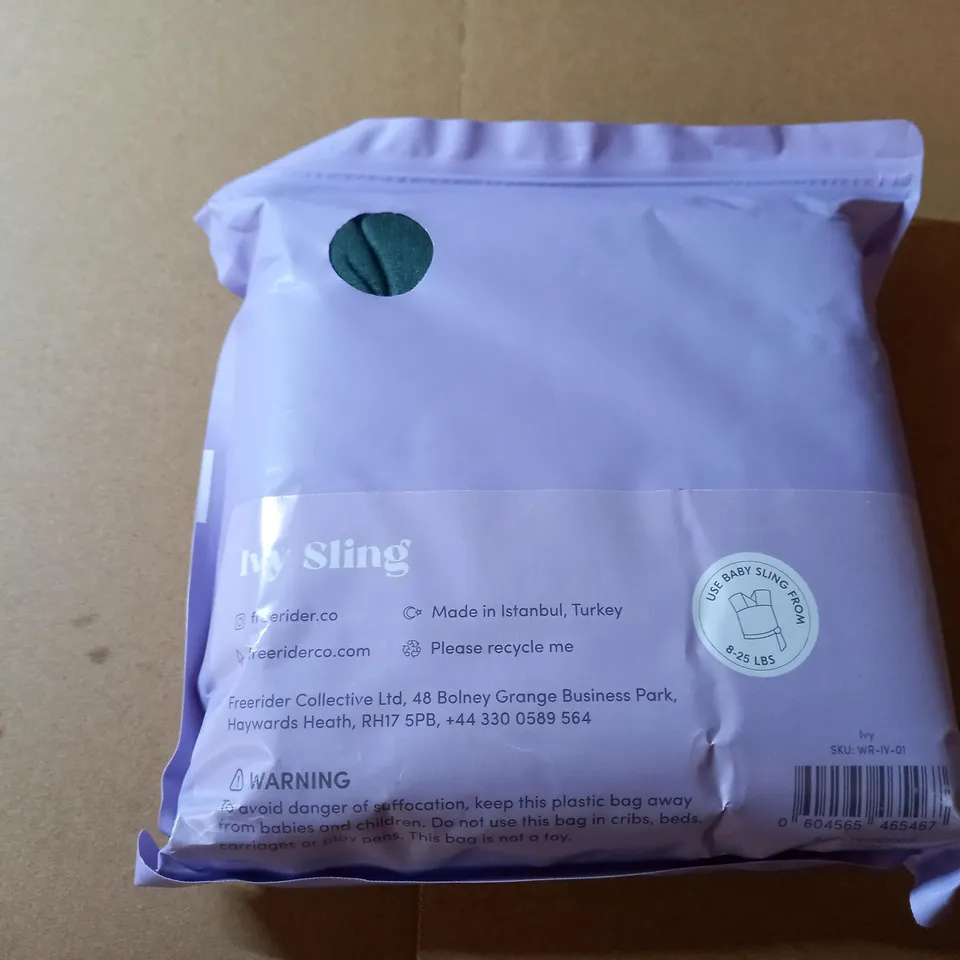 Ivy Sling
freerider.co
Made in Istanbul, Turkey
freeriderco.com
Please recycle me
Freerider Collective Ltd, 48 Bolney Grange Business Park,
Haywards Heath, RH17 5PB, +44 330 0589 564
WARNING
To avoid danger of suffocation, keep this plastic bag away
from babies and children. Do not use this bag in cribs, beds,
carriages or play pens. This bag is not a toy.
USE BABY SLING FROM
8-25 LBS
Ivy
SKU: WR-IV-01
0 604565 465467